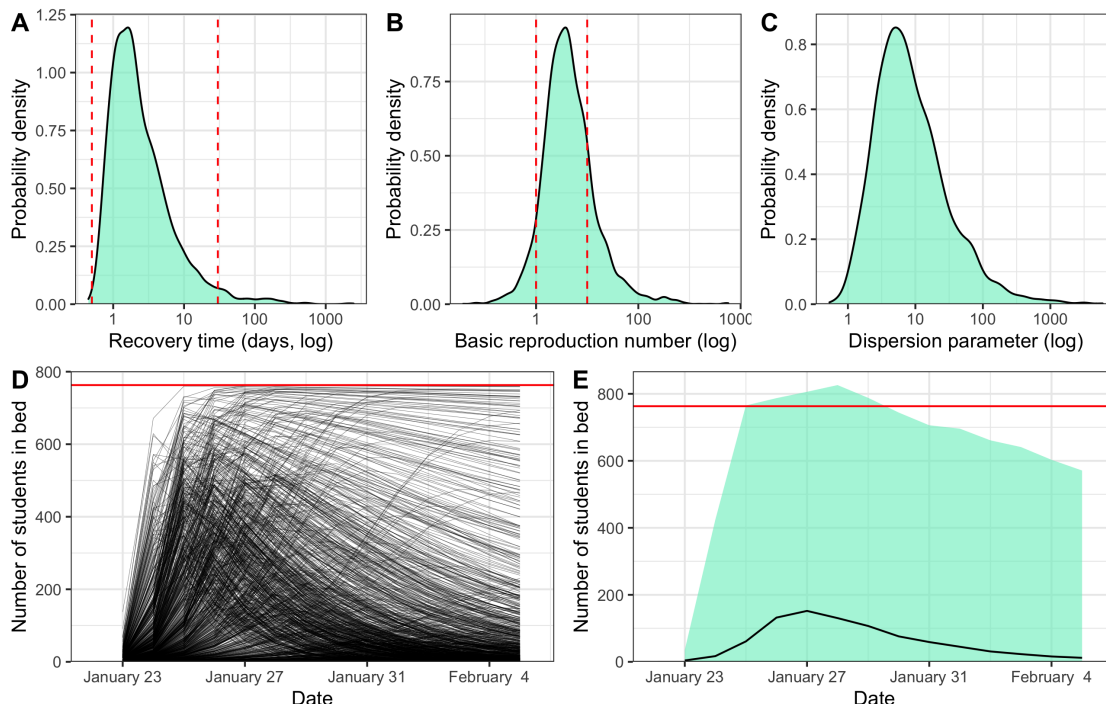 A
Probability density
1.25
1.00
0.75
0.50
0.25
0.00
1
10
100
1000
Recovery time (days, log)
B
Probability density
0.75
0.50
0.25
0.00
1
100
1000
Basic reproduction number (log)
C
Probability density
0.8
0.6
0.4
0.2
0.0
1
10
100
1000
Dispersion parameter (log)
D
Number of students in bed
800
600
400
200
0
January 23
January 27
January 31
February 4
Date
E
Number of students in bed
800
600
400
200
0
January 23
January 27
January 31
February 4
Date